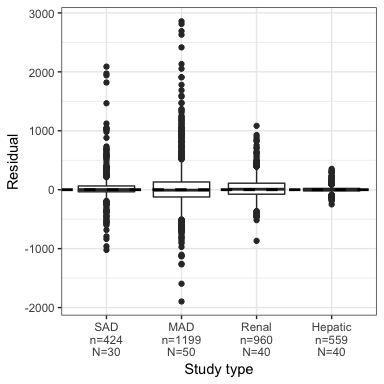 3000
2000
1000
0
-1000
-2000
Residual
SAD MAD Renal Hepatic
n=424 n=1199 n=960 n=559
N=30 N=50 N=40 N=40
Study type